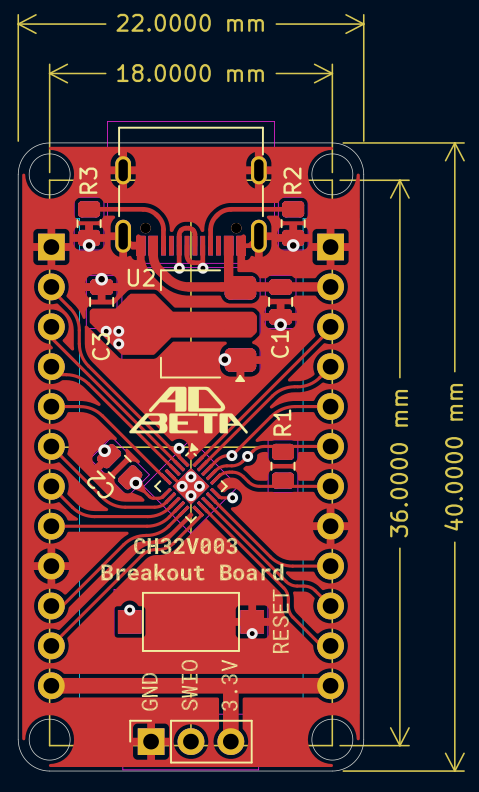 22.0000 mm
18.0000 mm
R3
R2
U2
C3
C1
AD
BETA
R1
C2
36.0000 mm
40.0000 mm
CH32V003
Breakout Board
RESET
GND
SWIO
3.3V